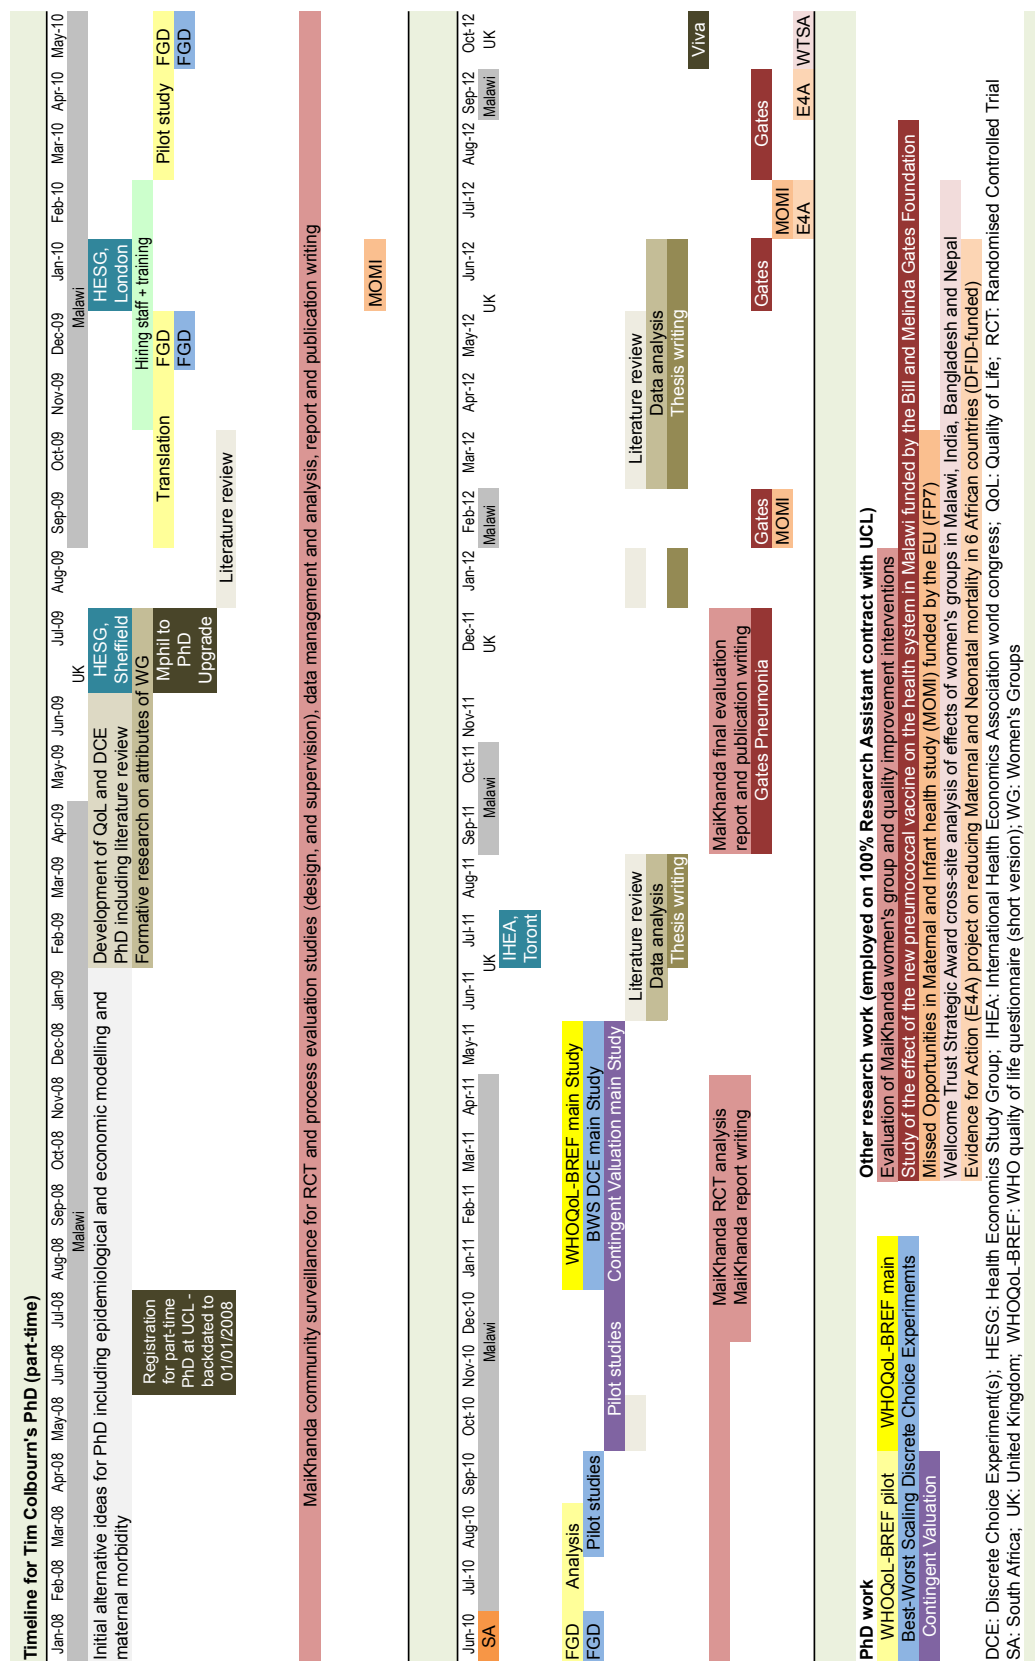 Timeline for Tim Colbourn's PhD (part-time)
Jan-08 Feb-08 Mar-08 Apr-08 May-08 Jun-08 Jul-08 Aug-08 Sep-08 Oct-08 Nov-08 Dec-08 Jan-09 Feb-09 Mar-09 Apr-09 May-09 Jun-09 Jul-09 Aug-09 Sep-09 Oct-09 Nov-09 Dec-09 Jan-10 Feb-10 Mar-10 Apr-10 May-10
Malawi UK Malawi
Initial alternative ideas for PhD including epidemiological and economic modelling and
maternal morbidity
Development of QoL and DCE
PhD including literature review
HESG,
Sheffield
HESG,
London
Registration
for part-time
PhD at UCL -
backdated to
01/01/2008
Formative research on attributes of WG
Hiring staff + training
Mphil to
PhD
Upgrade
Translation FGD Pilot study FGD
FGD FGD
Literature review
MaiKhanda community surveillance for RCT and process evaluation studies (design, and supervision), data management and analysis, report and publication writing
MOMI
Jun-10 Jul-10 Aug-10 Sep-10 Oct-10 Nov-10 Dec-10 Jan-11 Feb-11 Mar-11 Apr-11 May-11 Jun-11 Jul-11 Aug-11 Sep-11 Oct-11 Nov-11 Dec-11 Jan-12 Feb-12 Mar-12 Apr-12 May-12 Jun-12 Jul-12 Aug-12 Sep-12 Oct-12
SA Malawi UK Malawi UK Malawi UK Malawi UK
IHEA,
Toront
FGD Analysis WHOQoL-BREF main Study
FGD Pilot studies BWS DCE main Study
Pilot studies Contingent Valuation main Study
Literature review Literature review
Data analysis Data analysis
Thesis writing Thesis writing
Viva
MaiKhanda RCT analysis
MaiKhanda report writing
MaiKhanda final evaluation
report and publication writing
Gates Pneumonia Gates Gates Gates
MOMI MOMI
E4A E4A WTSA
PhD work
WHOQoL-BREF pilot WHOQoL-BREF main
Best-Worst Scaling Discrete Choice Experiments
Contingent Valuation
Other research work (employed on 100% Research Assistant contract with UCL)
Evaluation of MaiKhanda women's group and quality improvement interventions
Study of the effect of the new pneumococcal vaccine on the health system in Malawi funded by the Bill and Melinda Gates Foundation
Missed Opportunities in Maternal and Infant health study (MOMI) funded by the EU (FP7)
Wellcome Trust Strategic Award cross-site analysis of effects of women's groups in Malawi, India, Bangladesh and Nepal
Evidence for Action (E4A) project on reducing Maternal and Neonatal mortality in 6 African countries (DFID-funded)
DCE: Discrete Choice Experiment(s); HESG: Health Economics Study Group; IHEA: International Health Economics Association world congress; QoL: Quality of Life; RCT: Randomised Controlled Trial
SA: South Africa; UK: United Kingdom; WHOQoL-BREF: WHO quality of life questionnaire (short version); WG: Women's Groups